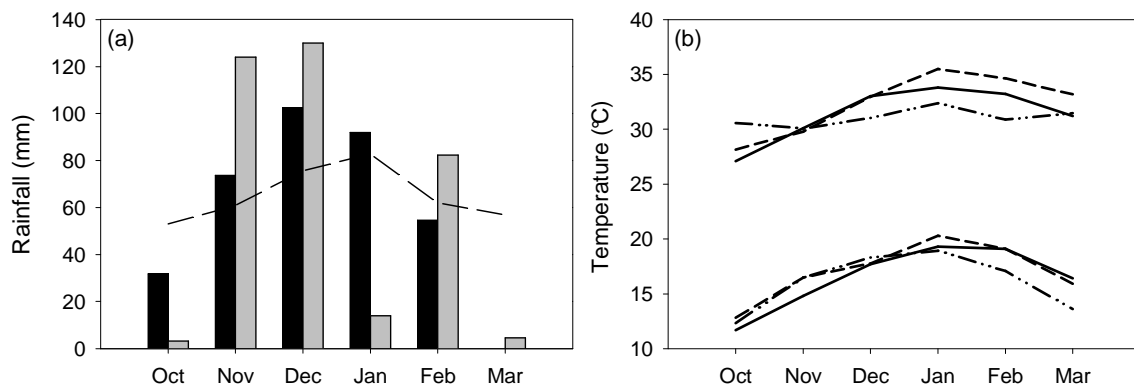 (a)
Rainfall (mm)
140
120
100
80
60
40
20
0
Oct Nov Dec Jan Feb Mar
(b)
Temperature (°C)
40
35
30
25
20
15
10
Oct Nov Dec Jan Feb Mar